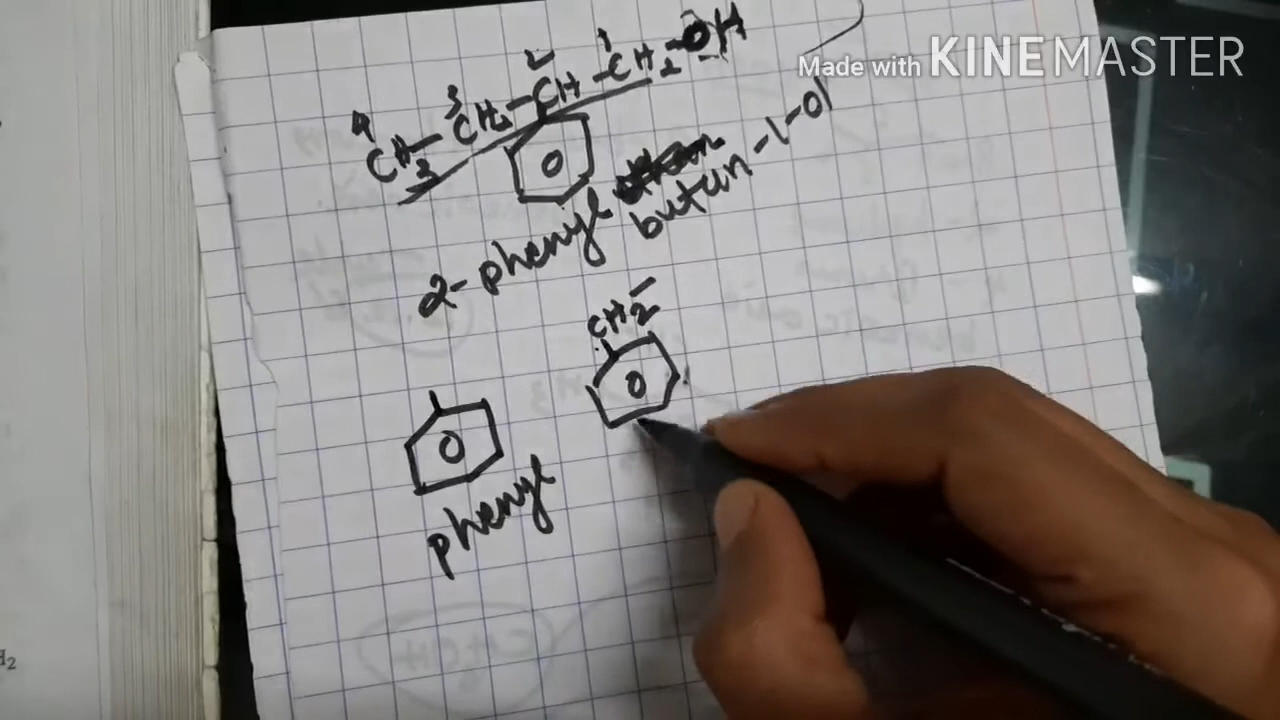 Made with KINEMASTER
4 3 2 1
CH3-CH2-CH-CH2-OH
2-phenyl butan-1-ol
CH2-
phenyl
H2